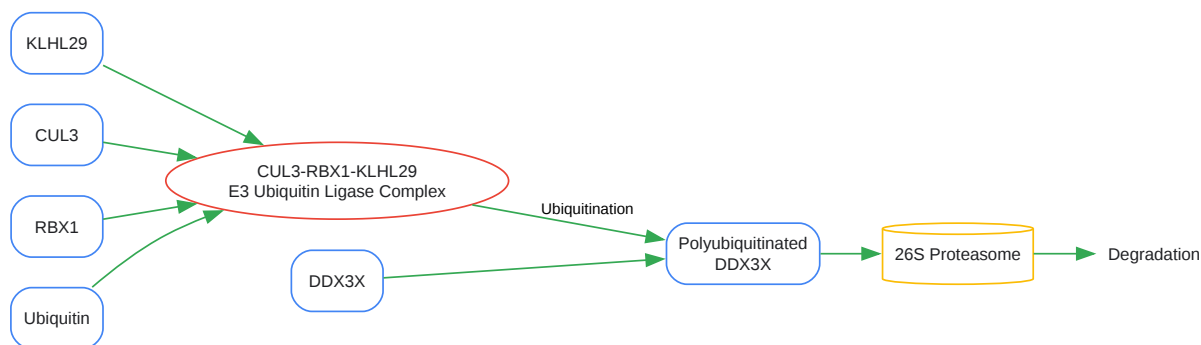 KLHL29
CUL3
RBX1
Ubiquitin
CUL3-RBX1-KLHL29
E3 Ubiquitin Ligase Complex
DDX3X
Ubiquitination
Polyubiquitinated
DDX3X
26S Proteasome
Degradation